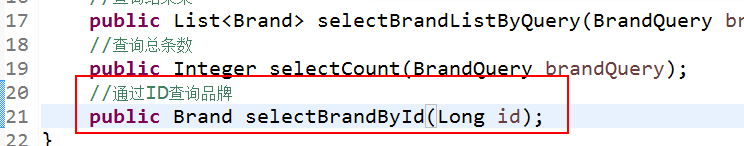 16
17 public List<Brand> selectBrandListByQuery(BrandQuery br
18 //查询总条数
19 public Integer selectCount(BrandQuery brandQuery);
20 //通过ID查询品牌
21 public Brand selectBrandById(Long id);
22 }